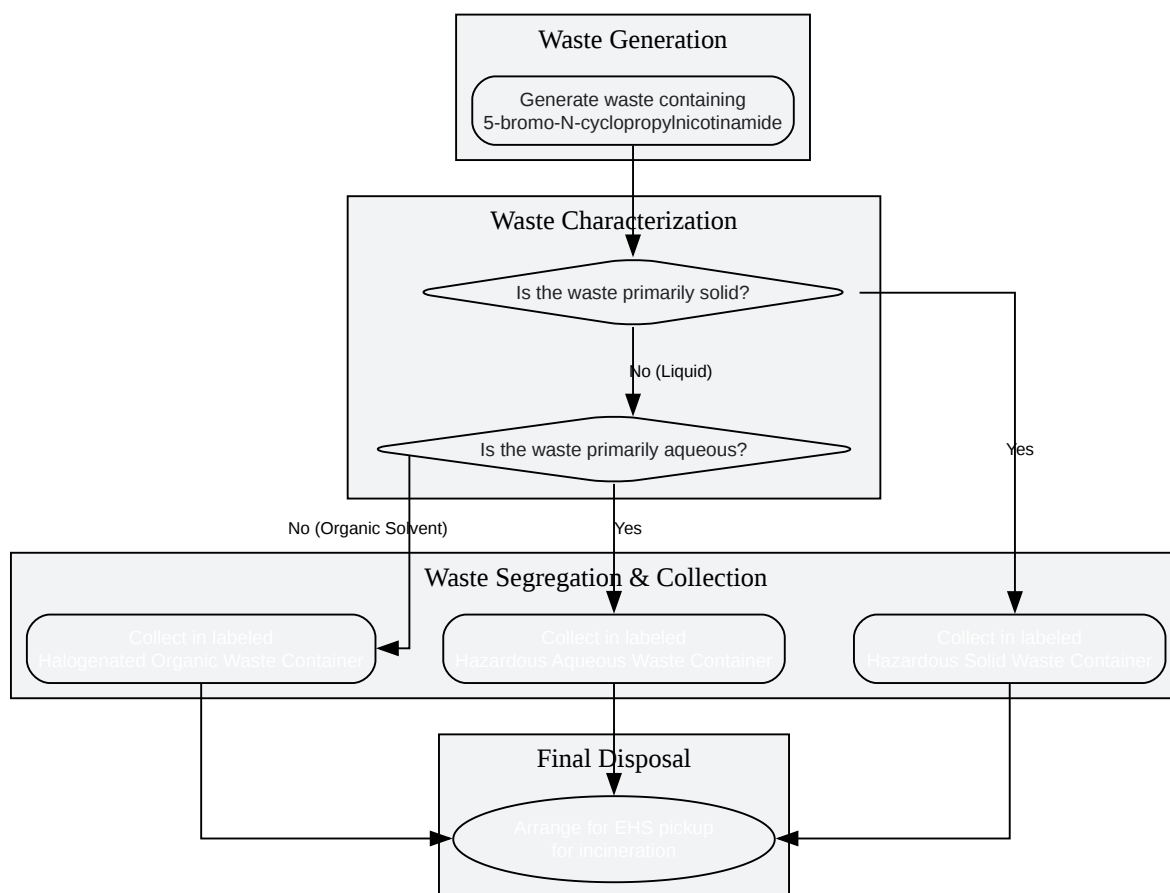 Waste Generation
Generate waste containing
5-bromo-N-cyclopropylnicotinamide
Waste Characterization
Is the waste primarily solid?
No (Liquid)
Is the waste primarily aqueous?
Yes
No (Organic Solvent)
Yes
Waste Segregation & Collection
Collect in labeled
Halogenated Organic Waste Container
Collect in labeled
Hazardous Aqueous Waste Container
Collect in labeled
Hazardous Solid Waste Container
Final Disposal
Arrange for EHS pickup
for incineration